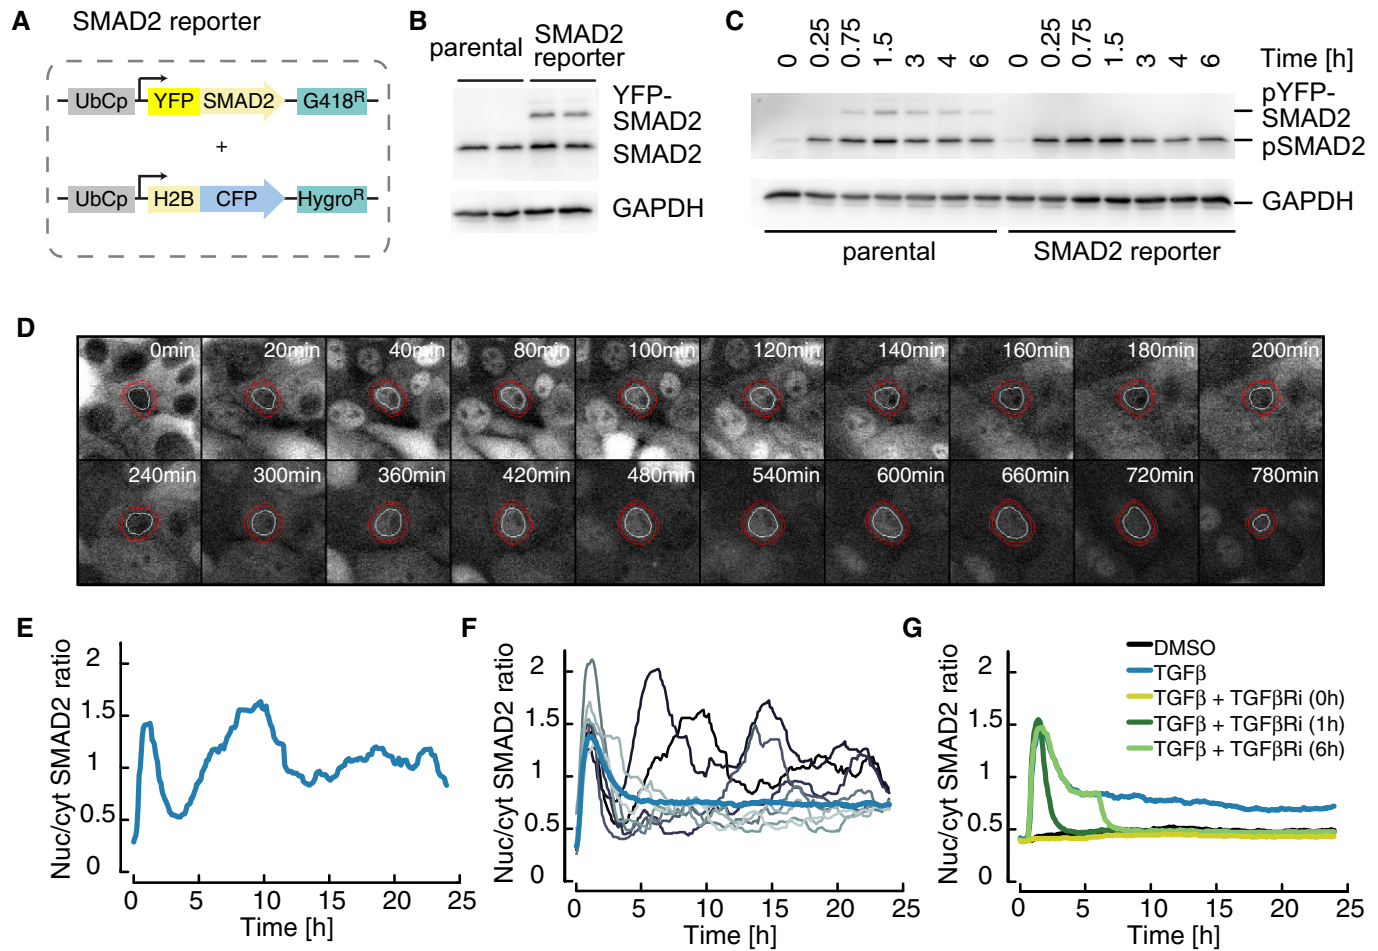 A SMAD2 reporter
UbCp YFP SMAD2 G418R
+
UbCp H2B CFP HygroR
B
parental SMAD2 reporter
YFP-SMAD2
SMAD2
GAPDH
C
0 0.25 0.75 1.5 3 4 6 0 0.25 0.75 1.5 3 4 6 Time [h]
pYFP-SMAD2
pSMAD2
GAPDH
parental SMAD2 reporter
D
0min 20min 40min 80min 100min 120min 140min 160min 180min 200min
240min 300min 360min 420min 480min 540min 600min 660min 720min 780min
E
Nuc/cyt SMAD2 ratio
2
1.5
1
0.5
0
0 5 10 15 20 25
Time [h]
F
Nuc/cyt SMAD2 ratio
2
1.5
1
0.5
0
0 5 10 15 20 25
Time [h]
G
Nuc/cyt SMAD2 ratio
2
1.5
1
0.5
0
0 5 10 15 20 25
Time [h]
DMSO
TGFβ
TGFβ + TGFβRi (0h)
TGFβ + TGFβRi (1h)
TGFβ + TGFβRi (6h)